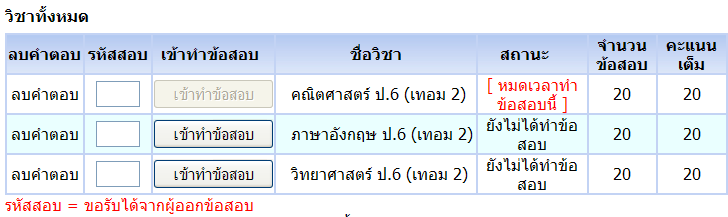 วิชาทั้งหมด
ลบคำตอบ รหัสสอบ เข้าทำข้อสอบ ชื่อวิชา สถานะ จำนวนข้อสอบ คะแนนเต็ม
ลบคำตอบ เข้าทำข้อสอบ คณิตศาสตร์ ป.6 (เทอม 2) [ หมดเวลาทำข้อสอบนี้ ] 20 20
ลบคำตอบ เข้าทำข้อสอบ ภาษาอังกฤษ ป.6 (เทอม 2) ยังไม่ได้ทำข้อสอบ 20 20
ลบคำตอบ เข้าทำข้อสอบ วิทยาศาสตร์ ป.6 (เทอม 2) ยังไม่ได้ทำข้อสอบ 20 20
รหัสสอบ = ขอรับได้จากผู้ออกข้อสอบ